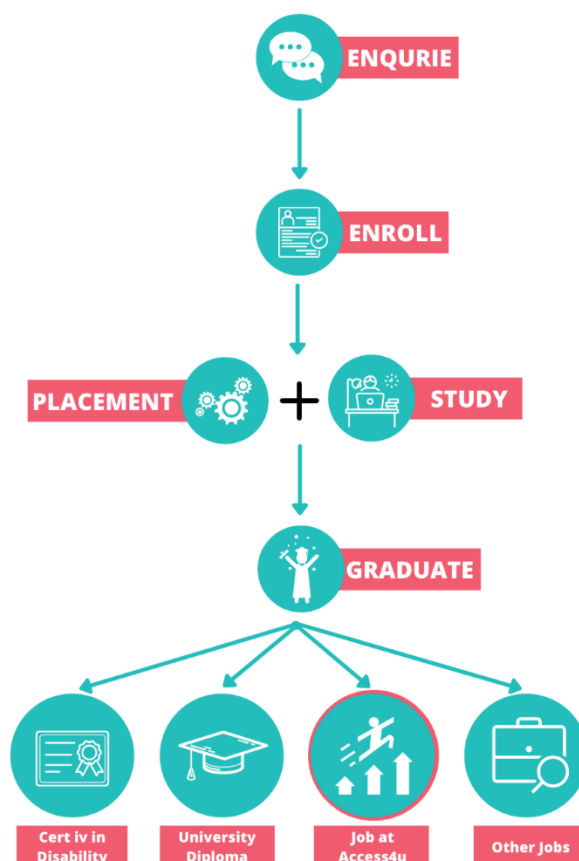 ENQURIE
ENROLL
PLACEMENT
STUDY
GRADUATE
Cert iv in
Disability
University
Diploma
Job at
Access4u
Other Jobs